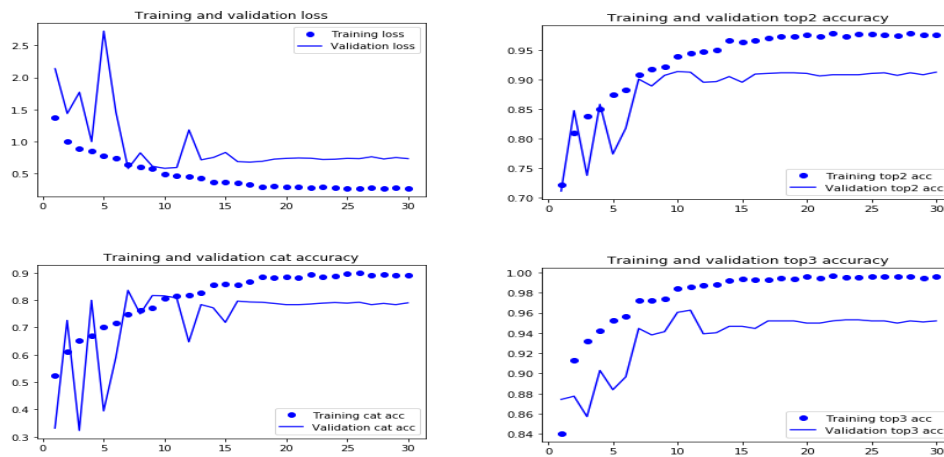 Training and validation loss
2.5
2.0
1.5
1.0
0.5
Training loss
Validation loss
0 5 10 15 20 25 30
Training and validation top2 accuracy
0.95
0.90
0.85
0.80
0.75
0.70
Training top2 acc
Validation top2 acc
0 5 10 15 20 25 30
Training and validation cat accuracy
0.9
0.8
0.7
0.6
0.5
0.4
0.3
Training cat acc
Validation cat acc
0 5 10 15 20 25 30
Training and validation top3 accuracy
1.00
0.98
0.96
0.94
0.92
0.90
0.88
0.86
0.84
Training top3 acc
Validation top3 acc
0 5 10 15 20 25 30